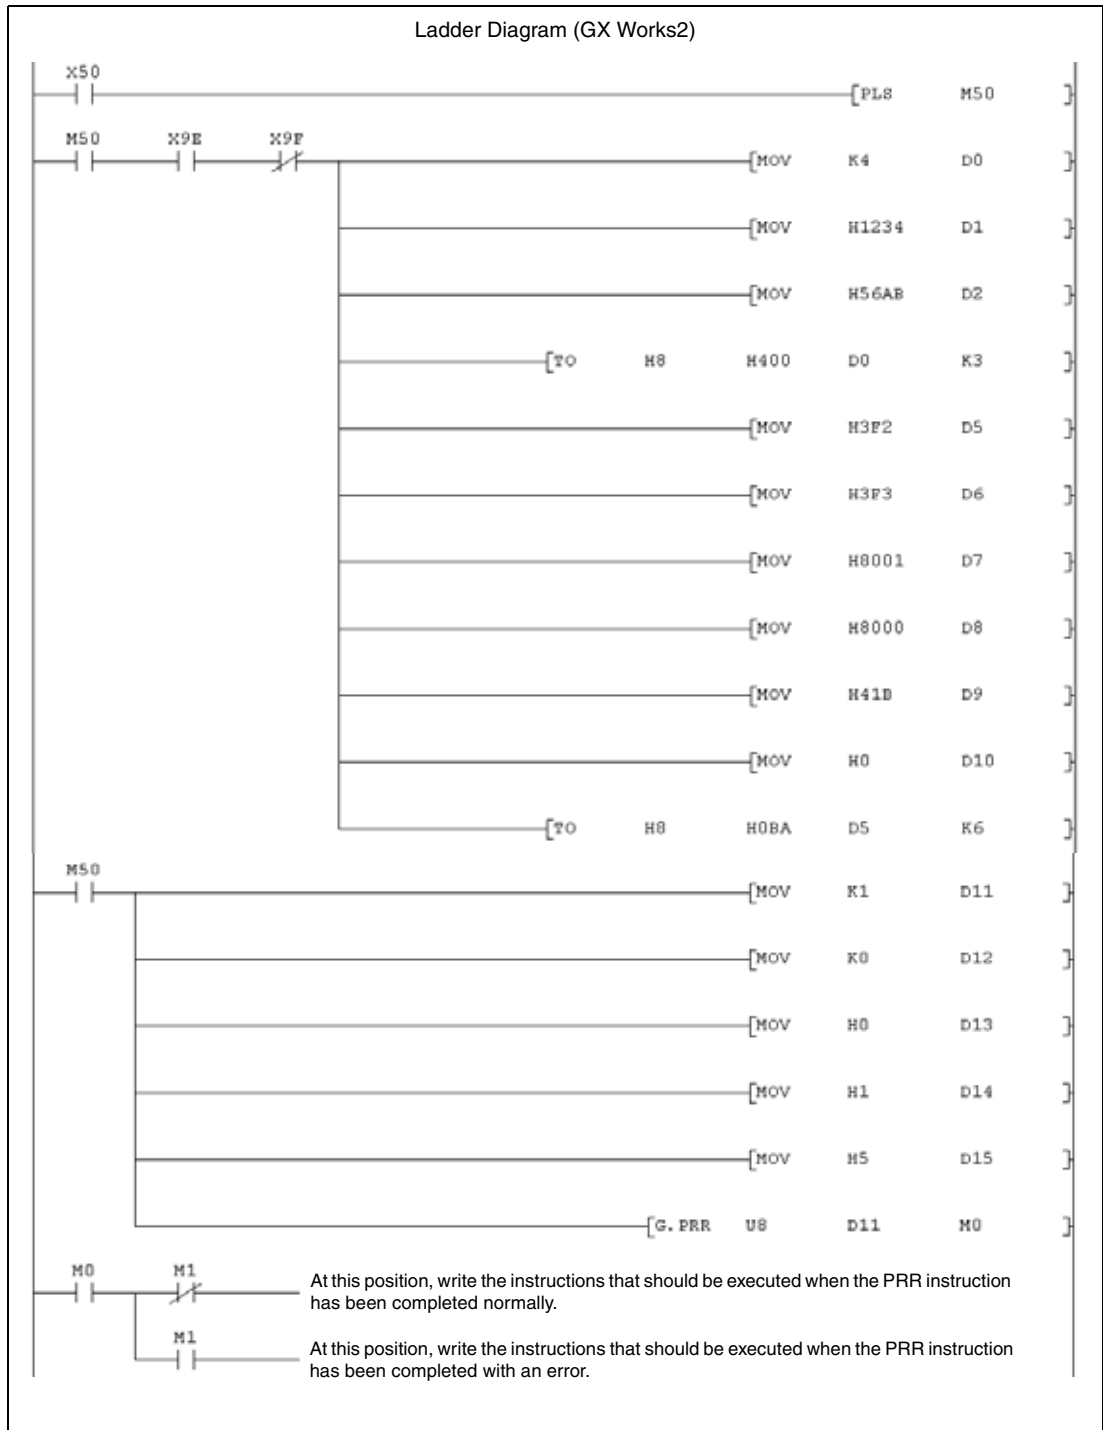 Ladder Diagram (GX Works2)
X50
[PLS M50 ]
M50 X9E X9F
[MOV K4 D0 ]
[MOV H1234 D1 ]
[MOV H56AB D2 ]
[TO H8 H400 D0 K3 ]
[MOV H3F2 D5 ]
[MOV H3F3 D6 ]
[MOV H8001 D7 ]
[MOV H8000 D8 ]
[MOV H41B D9 ]
[MOV H0 D10 ]
[TO H8 H0BA D5 K6 ]
M50
[MOV K1 D11 ]
[MOV K0 D12 ]
[MOV H0 D13 ]
[MOV H1 D14 ]
[MOV H5 D15 ]
[G.PRR U8 D11 M0 ]
M0 M1
At this position, write the instructions that should be executed when the PRR instruction
has been completed normally.
M1
At this position, write the instructions that should be executed when the PRR instruction
has been completed with an error.